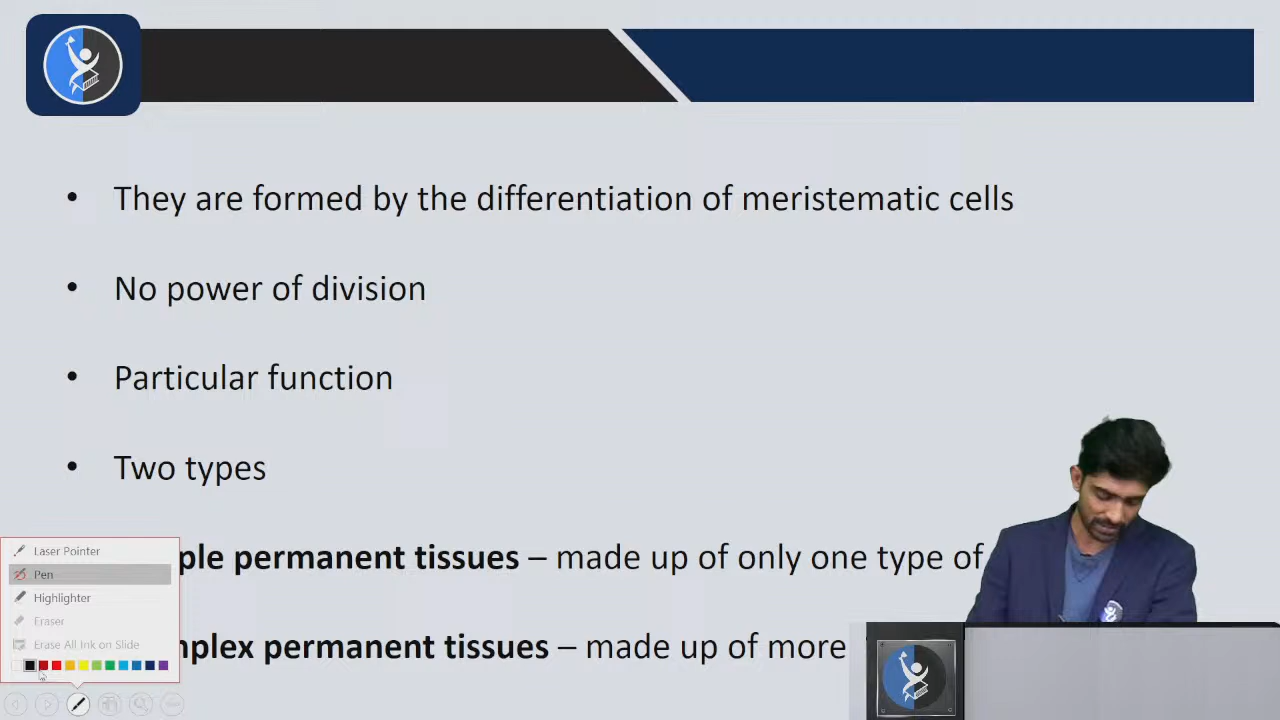 They are formed by the differentiation of meristematic cells
No power of division
Particular function
Two types
ple permanent tissues – made up of only one type of
nplex permanent tissues – made up of more
Laser Pointer
Pen
Highlighter
Eraser
Erase All Ink on Slide